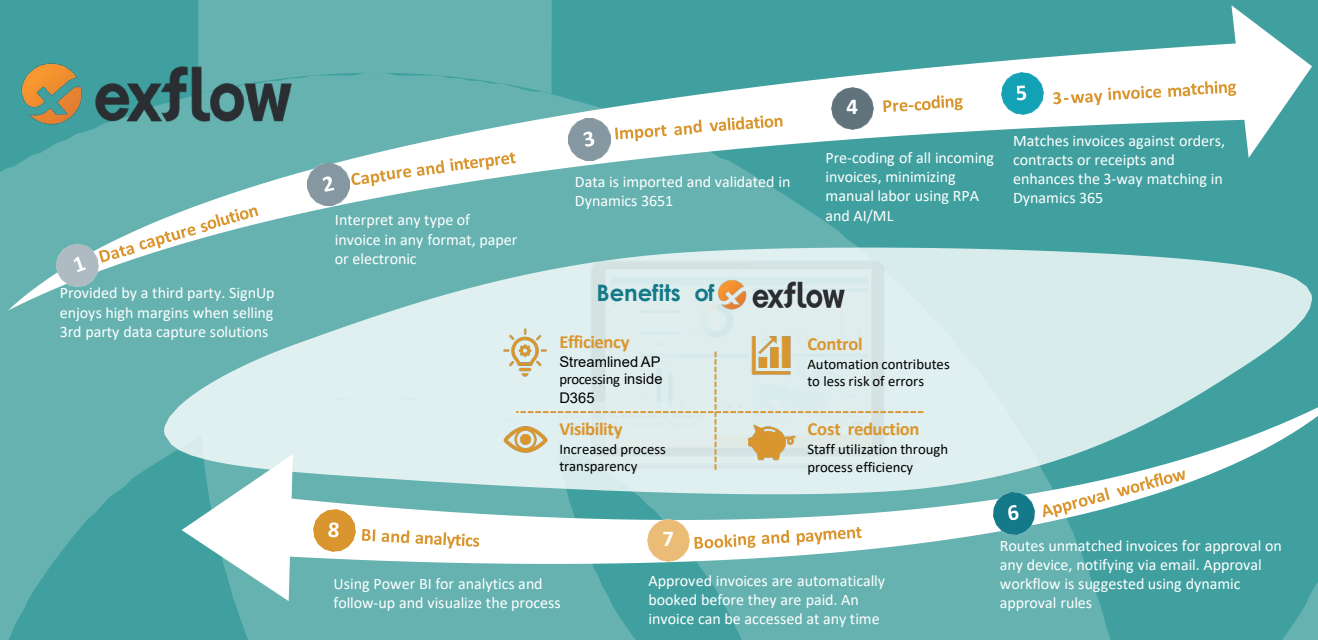 exflow
1
Data capture solution
Provided by a third party. SignUp
enjoys high margins when selling
3rd party data capture solutions
2
Capture and interpret
Interpret any type of
invoice in any format, paper
or electronic
3
Import and validation
Data is imported and validated in
Dynamics 3651
4
Pre-coding
Pre-coding of all incoming
invoices, minimizing
manual labor using RPA
and AI/ML
5
3-way invoice matching
Matches invoices against orders,
contracts or receipts and
enhances the 3-way matching in
Dynamics 365
Benefits of exflow
Efficiency
Streamlined AP
processing inside
D365
Control
Automation contributes
to less risk of errors
Visibility
Increased process
transparency
Cost reduction
Staff utilization through
process efficiency
6
Approval workflow
Routes unmatched invoices for approval on
any device, notifying via email. Approval
workflow is suggested using dynamic
approval rules
7
Booking and payment
Approved invoices are automatically
booked before they are paid. An
invoice can be accessed at any time
8
BI and analytics
Using Power BI for analytics and
follow-up and visualize the process